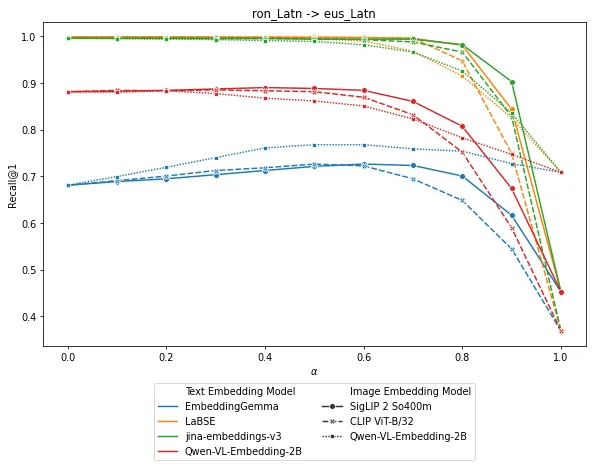 ron_Latn -> eus_Latn
Recall@1
1.0
0.9
0.8
0.7
0.6
0.5
0.4
0.0 0.2 0.4 0.6 0.8 1.0
α
Text Embedding Model
EmbeddingGemma
LaBSE
jina-embeddings-v3
Qwen-VL-Embedding-2B
Image Embedding Model
SigLIP 2 So400m
CLIP ViT-B/32
Qwen-VL-Embedding-2B